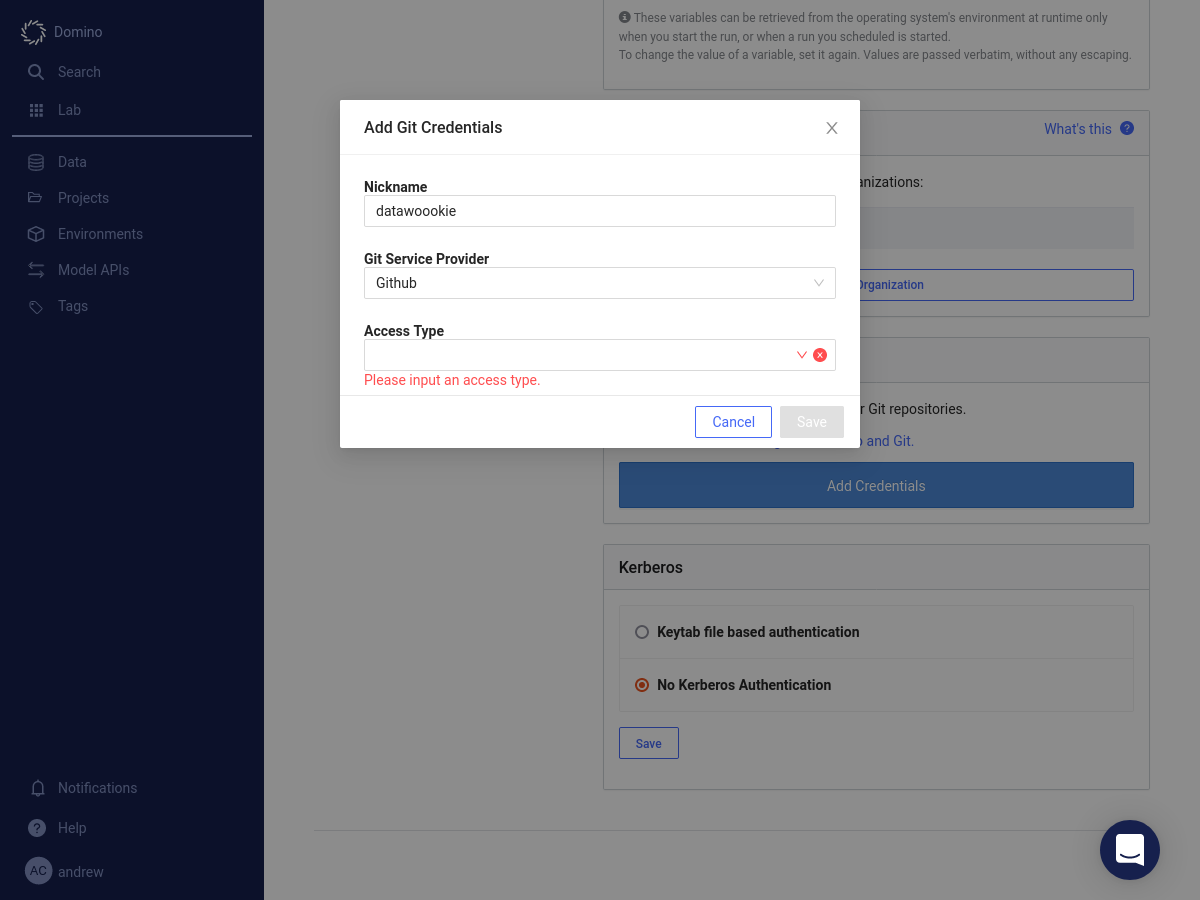 Domino
Search
Lab
Data
Projects
Environments
Model APIs
Tags
Notifications
Help
AC andrew
These variables can be retrieved from the operating system's environment at runtime only
when you start the run, or when a run you scheduled is started.
To change the value of a variable, set it again. Values are passed verbatim, without any escaping.
What's this
anizations:
Organization
Add Git Credentials
Nickname
datawoookie
Git Service Provider
Github
Access Type
Please input an access type.
Cancel Save
r Git repositories.
and Git.
Add Credentials
Kerberos
Keytab file based authentication
No Kerberos Authentication
Save